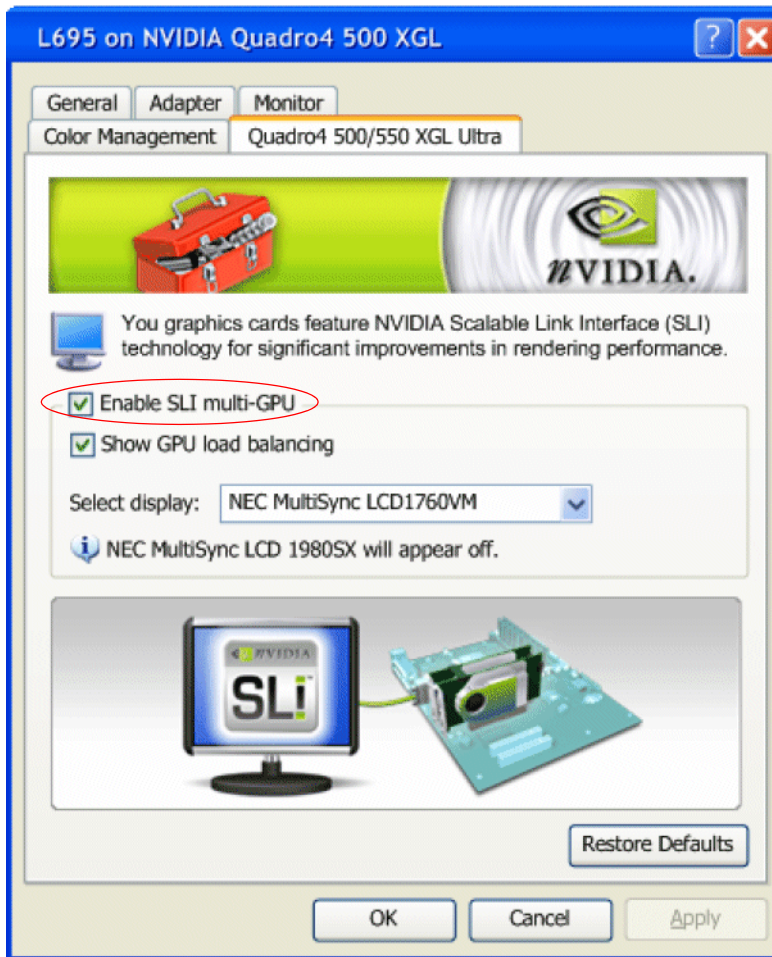 L695 on NVIDIA Quadro4 500 XGL
General Adapter Monitor
Color Management Quadro4 500/550 XGL Ultra
nVIDIA.
You graphics cards feature NVIDIA Scalable Link Interface (SLI)
technology for significant improvements in rendering performance.
Enable SLI multi-GPU
Show GPU load balancing
Select display: NEC MultiSync LCD1760VM
NEC MultiSync LCD 1980SX will appear off.
nVIDIA
SLI™
Restore Defaults
OK Cancel Apply